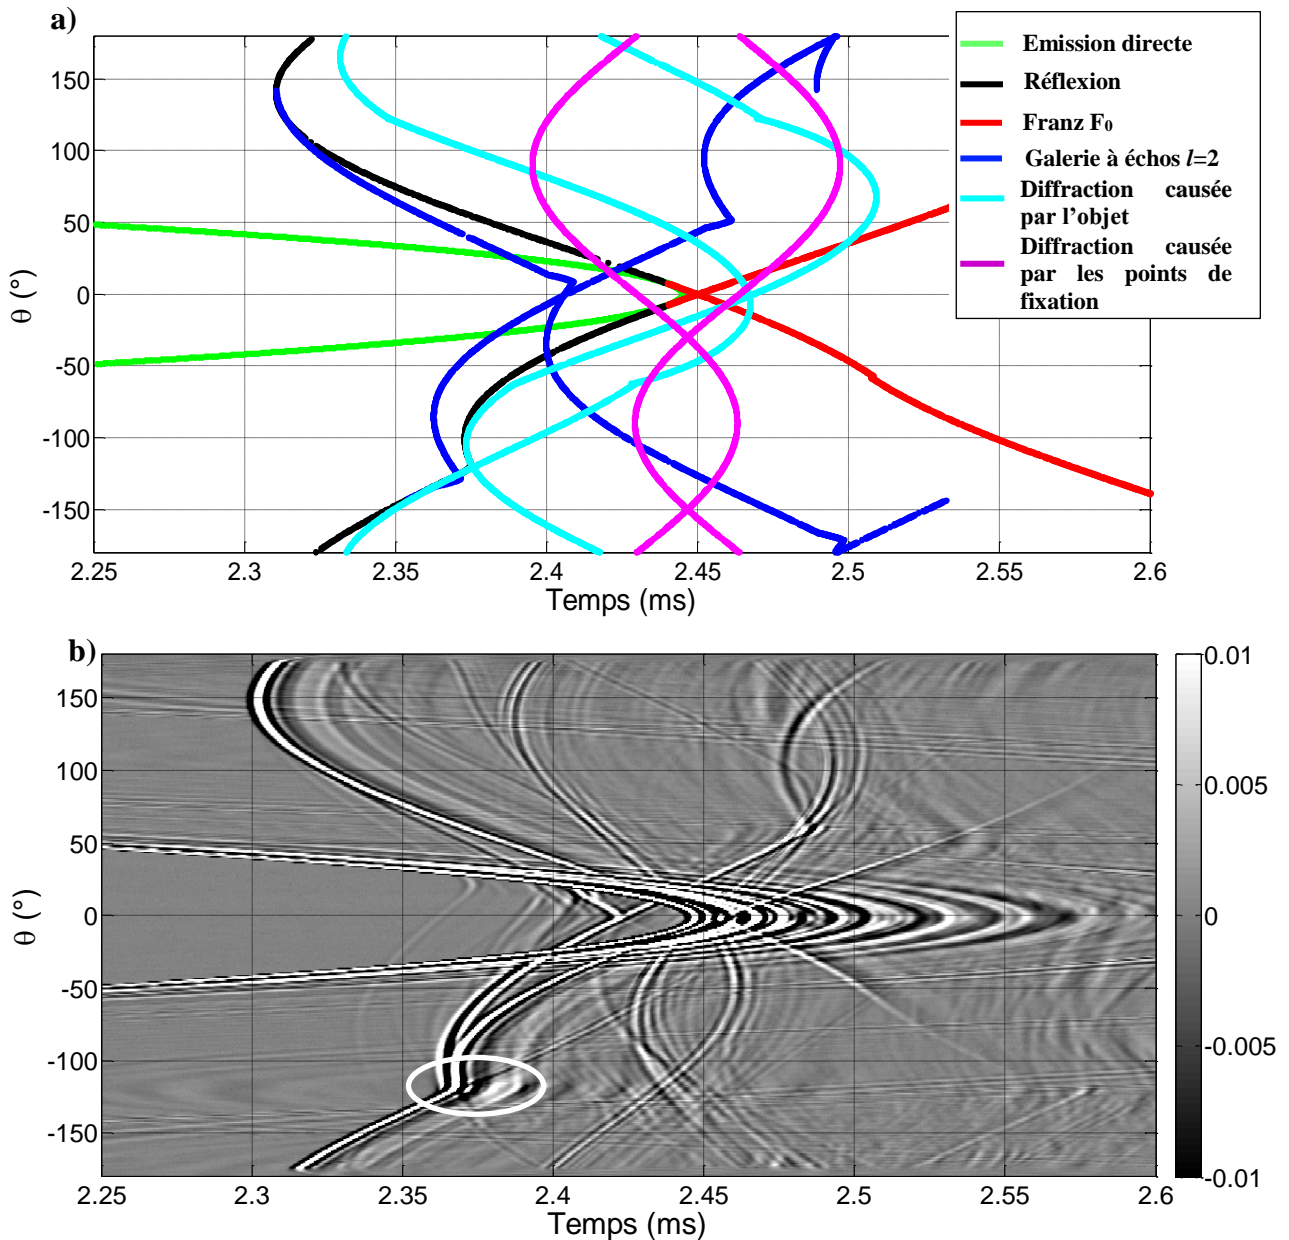 a)
Emission directe
Réflexion
Franz F0
Galerie à échos l=2
Diffraction causée
par l'objet
Diffraction causée
par les points de
fixation
150
100
50
0
-50
-100
-150
θ (°)
2.25 2.3 2.35 2.4 2.45 2.5 2.55 2.6
Temps (ms)
b)
150
100
50
0
-50
-100
-150
θ (°)
2.25 2.3 2.35 2.4 2.45 2.5 2.55 2.6
Temps (ms)
0.01
0.005
0
-0.005
-0.01